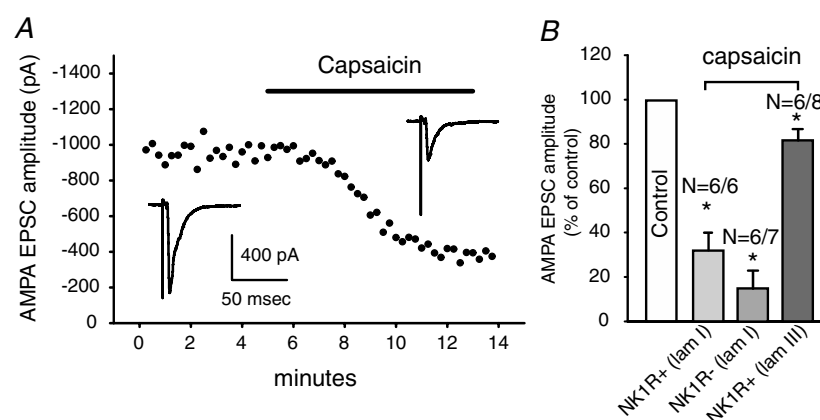 A
AMPA EPSC amplitude (pA)
-1400
-1200
-1000
-800
-600
-400
-200
0
Capsaicin
400 pA
50 msec
0 2 4 6 8 10 12 14
minutes
B
AMPA EPSC amplitude
(% of control)
120
100
80
60
40
20
0
capsaicin
N=6/8
*
N=6/6
*
N=6/7
*
Control
NK1R+ (lam I)
NK1R- (lam I)
NK1R+ (lam III)